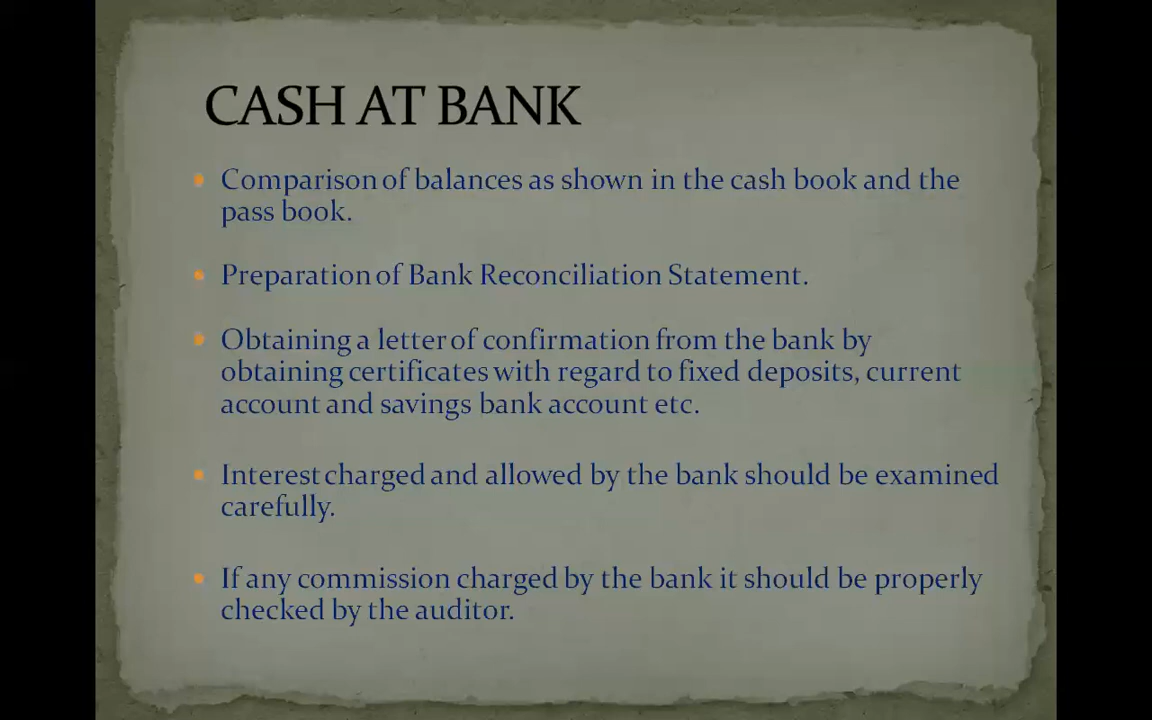 CASH AT BANK
Comparison of balances as shown in the cash book and the
pass book.
Preparation of Bank Reconciliation Statement.
Obtaining a letter of confirmation from the bank by
obtaining certificates with regard to fixed deposits, current
account and savings bank account etc.
Interest charged and allowed by the bank should be examined
carefully.
If any commission charged by the bank it should be properly
checked by the auditor.